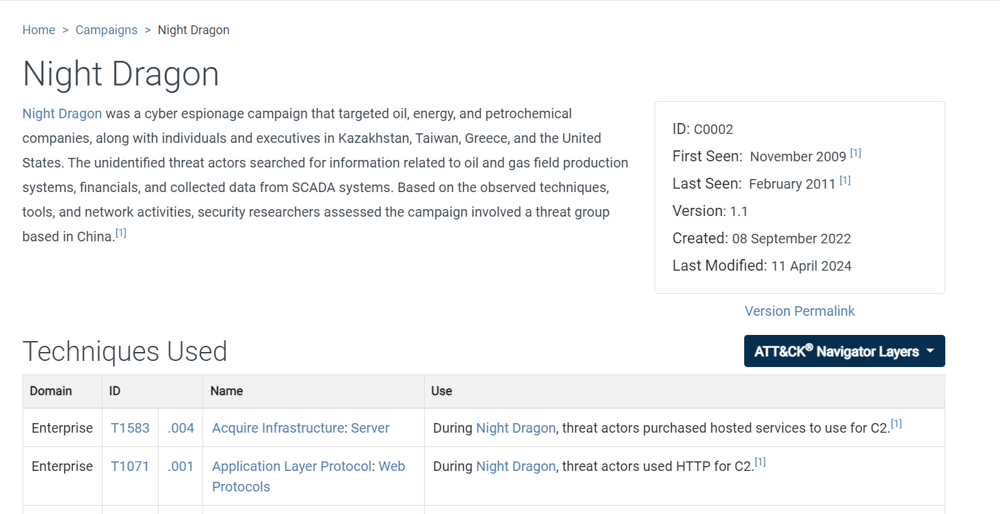 Home > Campaigns > Night Dragon
Night Dragon
Night Dragon was a cyber espionage campaign that targeted oil, energy, and petrochemical
companies, along with individuals and executives in Kazakhstan, Taiwan, Greece, and the United
States. The unidentified threat actors searched for information related to oil and gas field production
systems, financials, and collected data from SCADA systems. Based on the observed techniques,
tools, and network activities, security researchers assessed the campaign involved a threat group
based in China.[1]
ID: C0002
First Seen: November 2009 [1]
Last Seen: February 2011 [1]
Version: 1.1
Created: 08 September 2022
Last Modified: 11 April 2024
Version Permalink
Techniques Used
ATT&CK® Navigator Layers
Domain ID Name Use
Enterprise T1583 .004 Acquire Infrastructure: Server During Night Dragon, threat actors purchased hosted services to use for C2.[1]
Enterprise T1071 .001 Application Layer Protocol: Web During Night Dragon, threat actors used HTTP for C2.[1]
Protocols